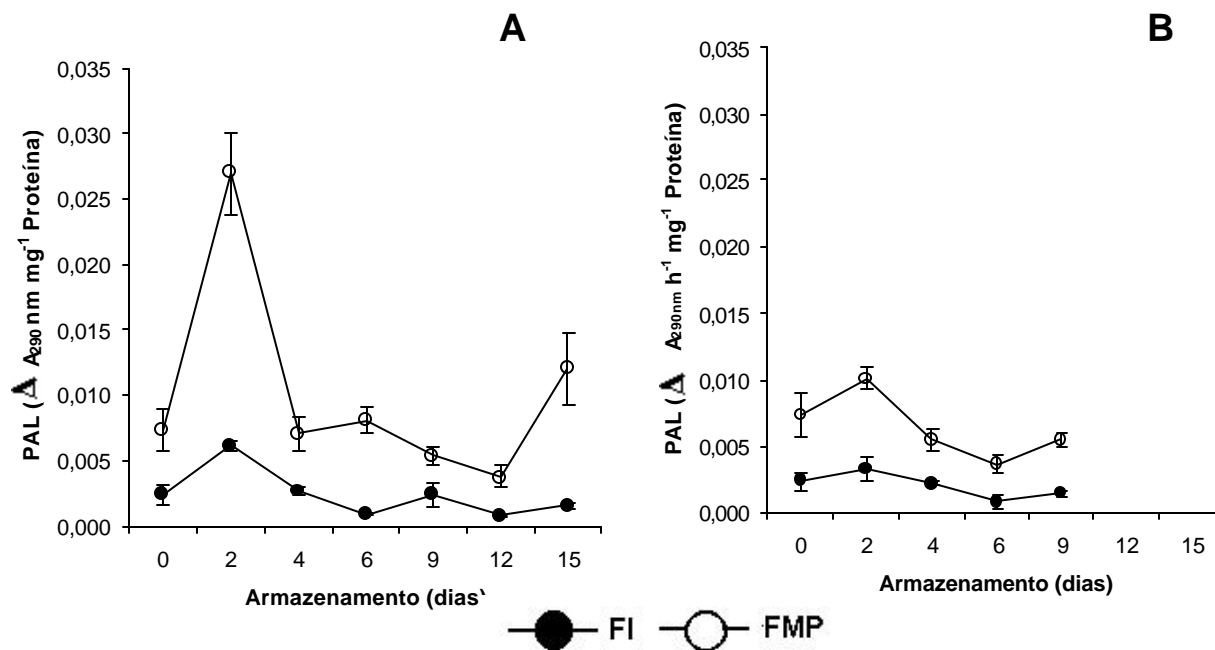 A
0,035
0,030
0,025
0,020
0,015
0,010
0,005
0,000
PAL (Δ A290 nm mg-1 Proteína)
0 2 4 6 9 12 15
Armazenamento (dias`
B
0,035
0,030
0,025
0,020
0,015
0,010
0,005
0,000
PAL (Δ A290nm h-1 mg-1 Proteína)
0 2 4 6 9 12 15
Armazenamento (dias)
FI FMP